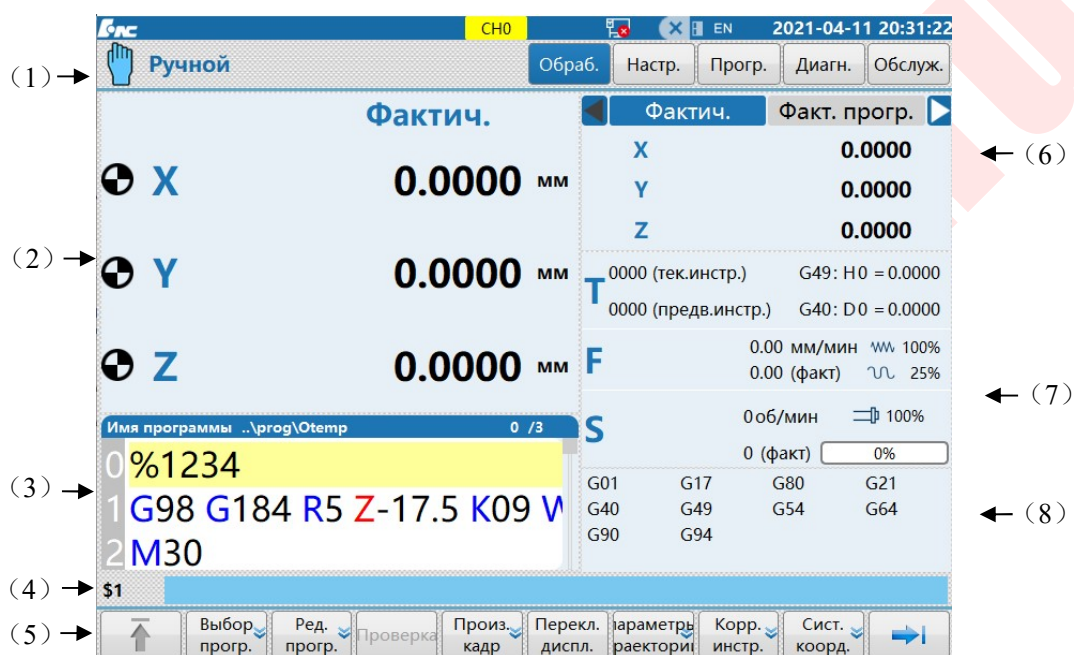 HNC CH0 EN 2021-04-11 20:31:22
(1) Ручной Обраб. Настр. Прогр. Диагн. Обслуж.
Фактич.
X 0.0000 мм
(2)
Y 0.0000 мм
Z 0.0000 мм
Имя программы ..\prog\Otemp 0 /3
0 %1234
(3)
1 G98 G184 R5 Z-17.5 K09
2 M30
Фактич. Факт. прогр.
X 0.0000 (6)
Y 0.0000
Z 0.0000
T 0000 (тек.инстр.) G49: H0 = 0.0000
0000 (предв.инстр.) G40: D0 = 0.0000
F 0.00 мм/мин 100%
0.00 (факт) 25%
(7)
S 0 об/мин 100%
0 (факт) 0%
G01 G17 G80 G21
G40 G49 G54 G64 (8)
G90 G94
(4) $1
(5) Выбор прогр. Ред. прогр. Проверка Произ. кадр Перекл. диспл. араметры раектори Корр. инстр. Сист. коорд.